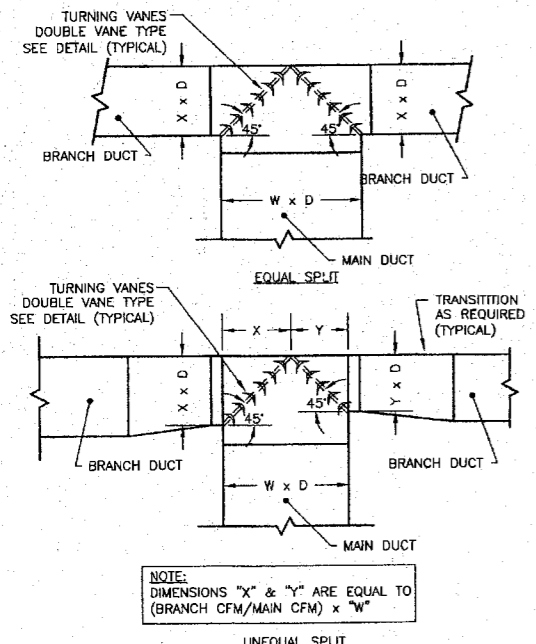 TURNING VANES
DOUBLE VANE TYPE
SEE DETAIL (TYPICAL)
X x D
X x D
45°
45°
BRANCH DUCT
BRANCH DUCT
W x D
MAIN DUCT
EQUAL SPLIT
TURNING VANES
DOUBLE VANE TYPE
SEE DETAIL (TYPICAL)
TRANSITITION
AS REQUIRED
(TYPICAL)
X
Y
X x D
Y x D
45°
45°
BRANCH DUCT
BRANCH DUCT
W x D
MAIN DUCT
NOTE:
DIMENSIONS "X" & "Y" ARE EQUAL TO
(BRANCH CFM/MAIN CFM) x "W"
UNEQUAL SPLIT